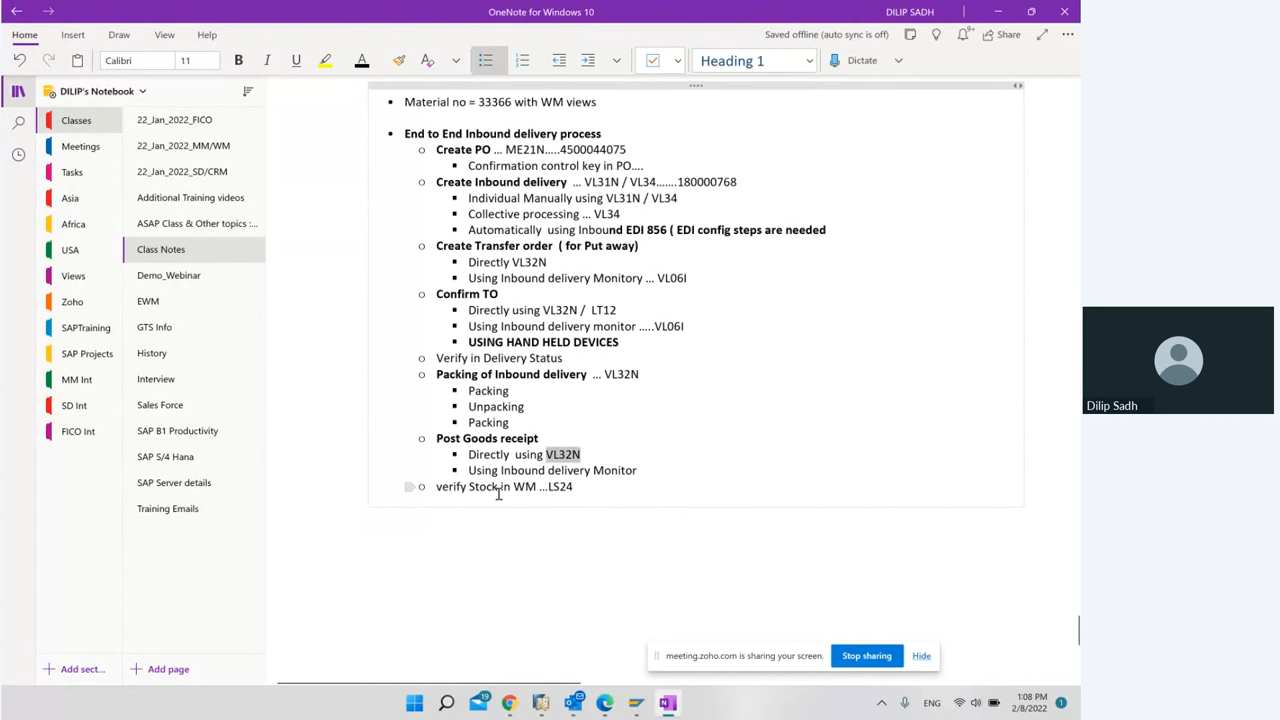 OneNote for Windows 10
DILIP SADH
Home Insert Draw View Help
Saved offline (auto sync is off)
9+
Share
Calibri 11 B I U A Heading 1 Dictate
DILIP's Notebook
Classes
Meetings
Tasks
Asia
Africa
USA
Views
Zoho
SAPTraining
SAP Projects
MM Int
SD Int
FICO Int
22_Jan_2022_FICO
22_Jan_2022_MM/WM
22_Jan_2022_SD/CRM
Additional Training videos
ASAP Class & Other topics :...
Class Notes
Demo_Webinar
EWM
GTS Info
History
Interview
Sales Force
SAP B1 Productivity
SAP S/4 Hana
SAP Server details
Training Emails
Add sect...
Add page
• Material no = 33366 with WM views
• End to End Inbound delivery process
o Create PO ... ME21N.....4500044075
▪ Confirmation control key in PO....
o Create Inbound delivery ... VL31N / VL34.......180000768
▪ Individual Manually using VL31N / VL34
▪ Collective processing ... VL34
▪ Automatically using Inbound EDI 856 ( EDI config steps are needed
o Create Transfer order ( for Put away)
▪ Directly VL32N
▪ Using Inbound delivery Monitory ... VL06I
o Confirm TO
▪ Directly using VL32N / LT12
▪ Using Inbound delivery monitor .....VL06I
▪ USING HAND HELD DEVICES
o Verify in Delivery Status
o Packing of Inbound delivery ... VL32N
▪ Packing
▪ Unpacking
▪ Packing
o Post Goods receipt
▪ Directly using VL32N
▪ Using Inbound delivery Monitor
o verify Stock in WM ...LS24
Dilip Sadh
meeting.zoho.com is sharing your screen. Stop sharing Hide
19
ENG
1:08 PM
2/8/2022
1